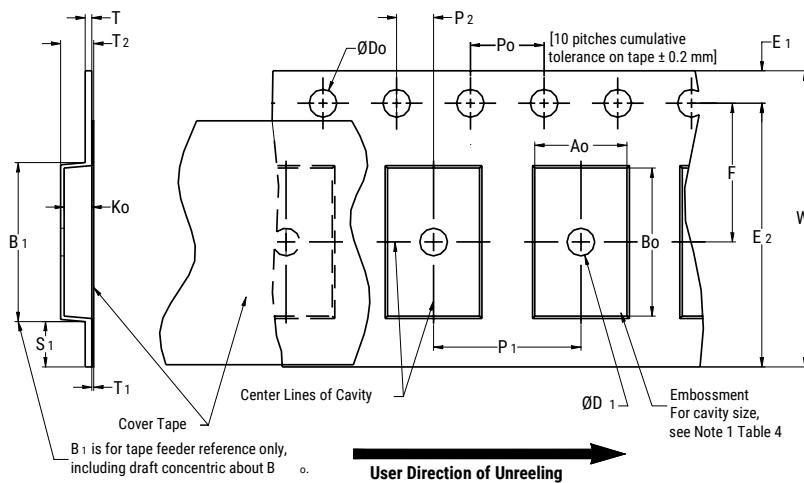 T
T2
P2
ØDo
Po
[10 pitches cumulative
tolerance on tape ± 0.2 mm]
E1
Ao
F
W
Ko
B1
Bo
E2
S1
P1
T1
Center Lines of Cavity
ØD 1
Embossment
For cavity size,
see Note 1 Table 4
Cover Tape
B1 is for tape feeder reference only,
including draft concentric about B o.
User Direction of Unreeling